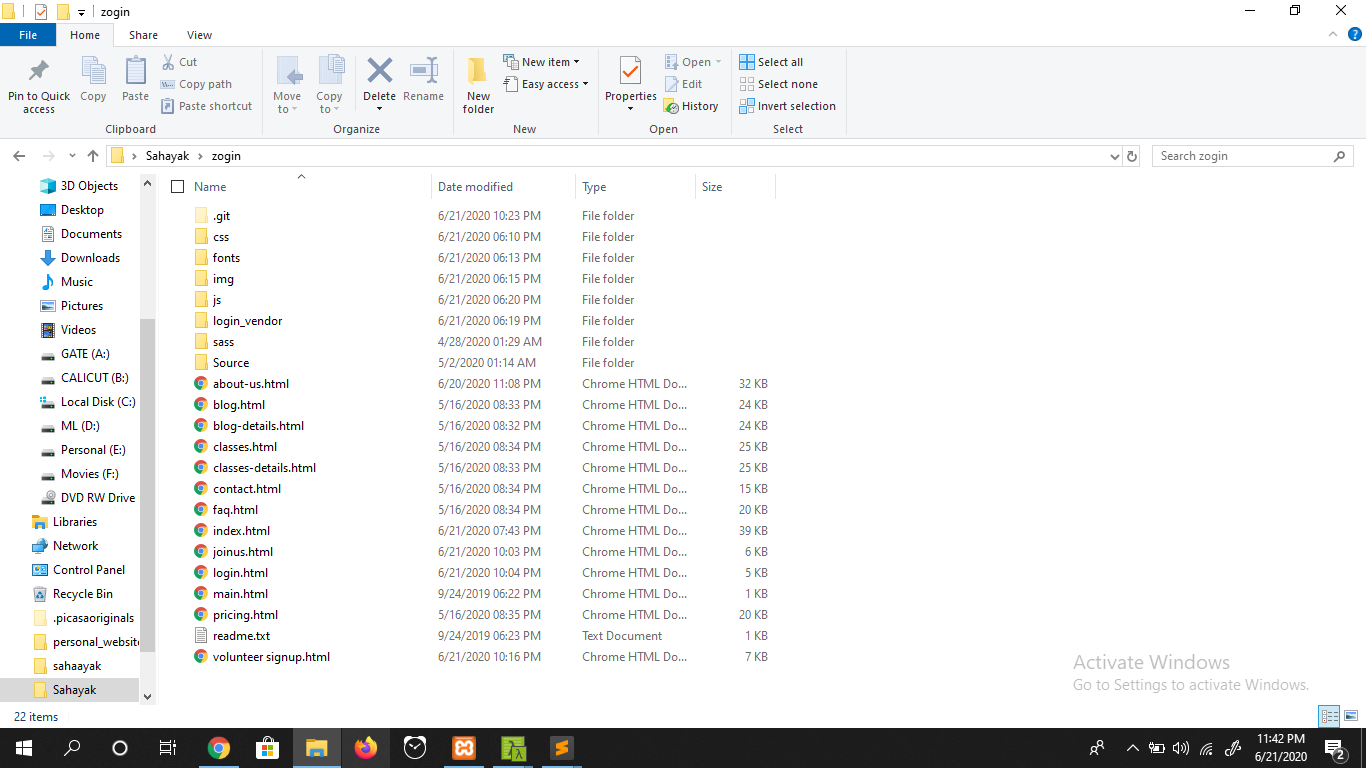 zogin
File Home Share View
Pin to Quick access
Copy
Paste
Cut
Copy path
Paste shortcut
Clipboard
Move to
Copy to
Delete
Rename
Organize
New folder
New item
Easy access
New
Properties
Open
Edit
History
Open
Select all
Select none
Invert selection
Select
Sahayak > zogin
Search zogin
3D Objects
Desktop
Documents
Downloads
Music
Pictures
Videos
GATE (A:)
CALICUT (B:)
Local Disk (C:)
ML (D:)
Personal (E:)
Movies (F:)
DVD RW Drive
Libraries
Network
Control Panel
Recycle Bin
.picasaoriginals
personal_website
sahaayak
Sahayak
Name Date modified Type Size
.git 6/21/2020 10:23 PM File folder
css 6/21/2020 06:10 PM File folder
fonts 6/21/2020 06:13 PM File folder
img 6/21/2020 06:15 PM File folder
js 6/21/2020 06:20 PM File folder
login_vendor 6/21/2020 06:19 PM File folder
sass 4/28/2020 01:29 AM File folder
Source 5/2/2020 01:14 AM File folder
about-us.html 6/20/2020 11:08 PM Chrome HTML Do... 32 KB
blog.html 5/16/2020 08:33 PM Chrome HTML Do... 24 KB
blog-details.html 5/16/2020 08:32 PM Chrome HTML Do... 24 KB
classes.html 5/16/2020 08:34 PM Chrome HTML Do... 25 KB
classes-details.html 5/16/2020 08:33 PM Chrome HTML Do... 25 KB
contact.html 5/16/2020 08:34 PM Chrome HTML Do... 15 KB
faq.html 5/16/2020 08:34 PM Chrome HTML Do... 20 KB
index.html 6/21/2020 07:43 PM Chrome HTML Do... 39 KB
joinus.html 6/21/2020 10:03 PM Chrome HTML Do... 6 KB
login.html 6/21/2020 10:04 PM Chrome HTML Do... 5 KB
main.html 9/24/2019 06:22 PM Chrome HTML Do... 1 KB
pricing.html 5/16/2020 08:35 PM Chrome HTML Do... 20 KB
readme.txt 9/24/2019 06:23 PM Text Document 1 KB
volunteer signup.html 6/21/2020 10:16 PM Chrome HTML Do... 7 KB
Activate Windows
Go to Settings to activate Windows.
22 items
11:42 PM
6/21/2020
2